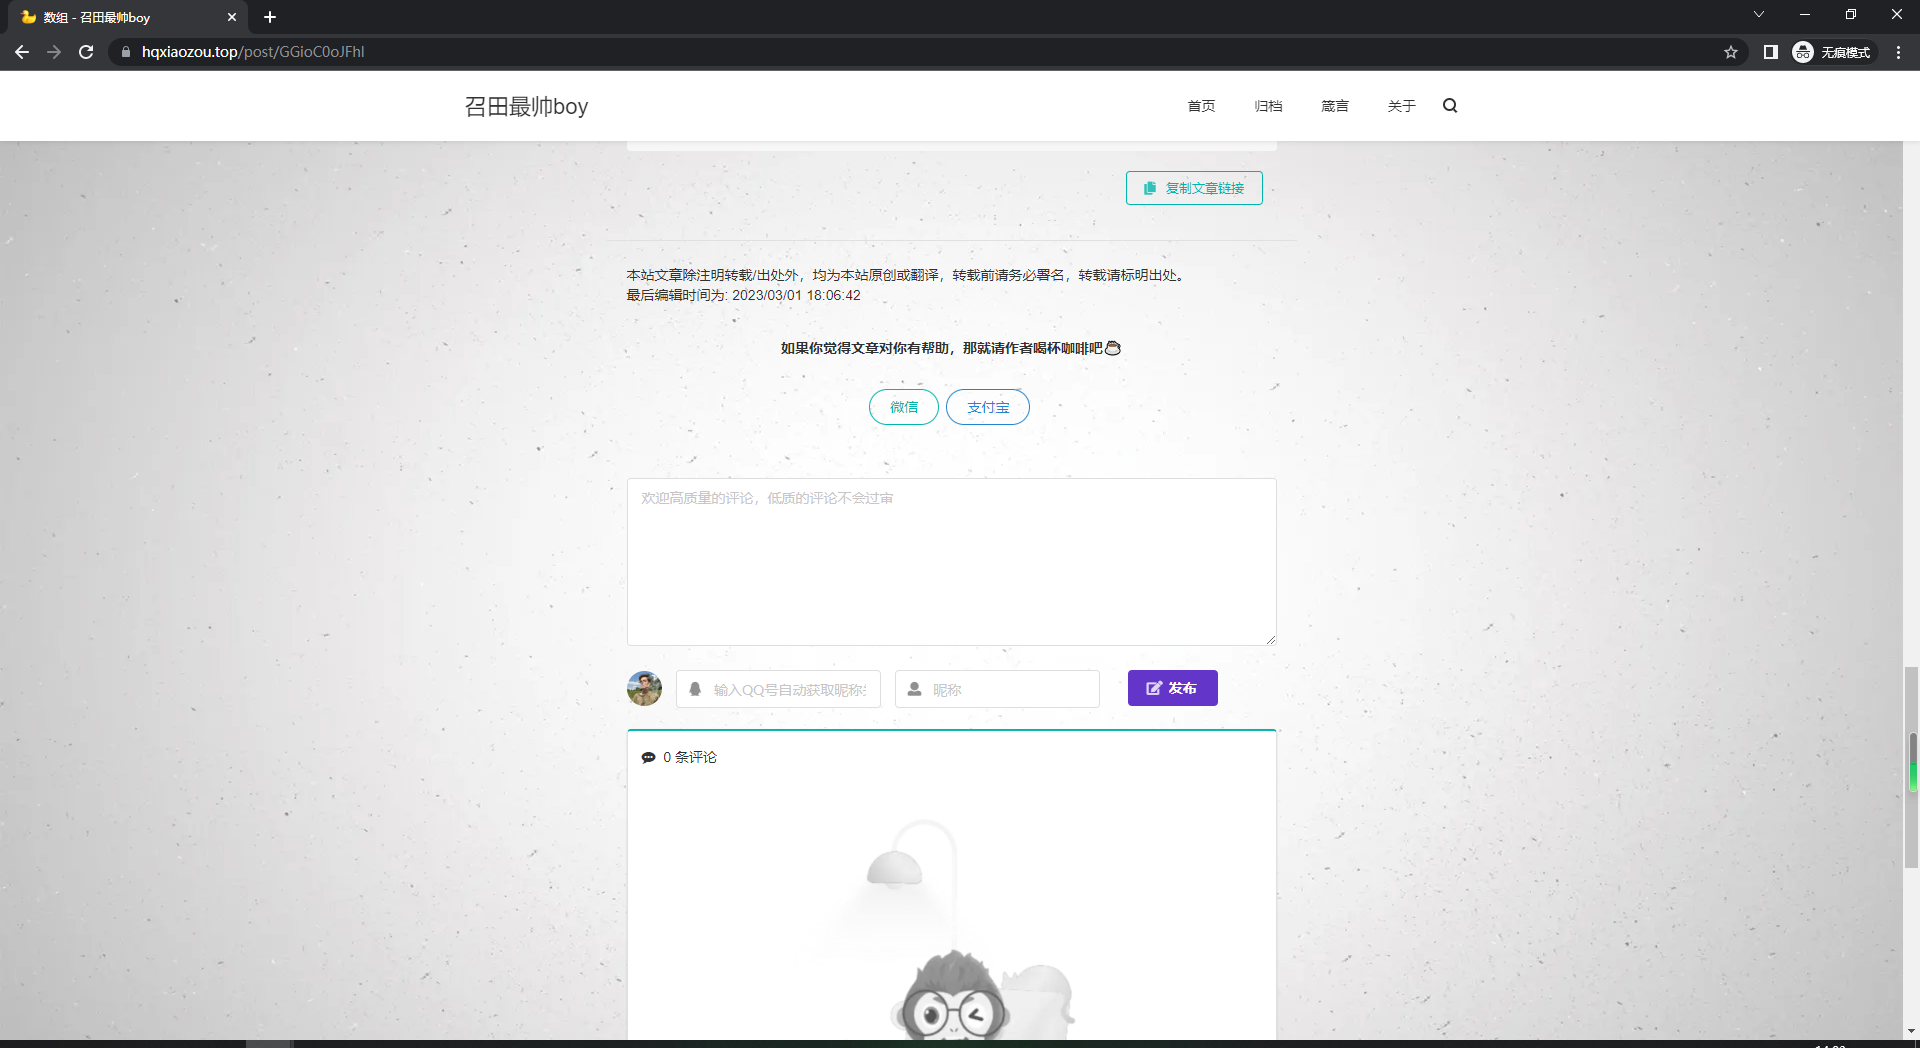 数组 - 召田最帅boy
hqxiaozou.top/post/GGioC0oJFhl
无痕模式
召田最帅boy
首页
归档
箴言
关于
复制文章链接
本站文章除注明转载/出处外，均为本站原创或翻译，转载前请务必署名，转载请标明出处。
最后编辑时间为: 2023/03/01 18:06:42
如果你觉得文章对你有帮助，那就请作者喝杯咖啡吧☕
微信
支付宝
欢迎高质量的评论，低质的评论不会过审
输入QQ号自动获取昵称
昵称
发布
0 条评论